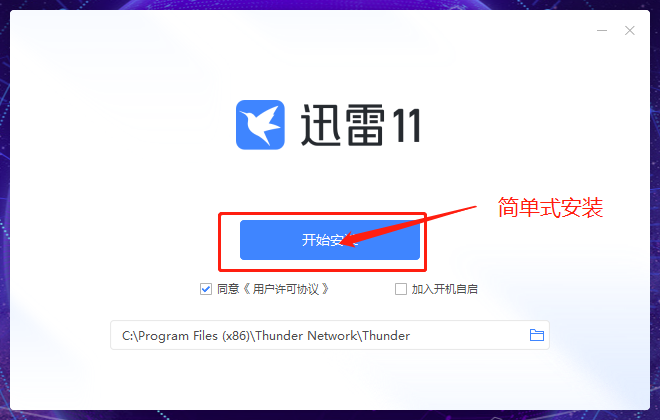 迅雷11
简单式安装
开始安
同意《 用户许可协议 》
加入开机自启
C:\Program Files (x86)\Thunder Network\Thunder